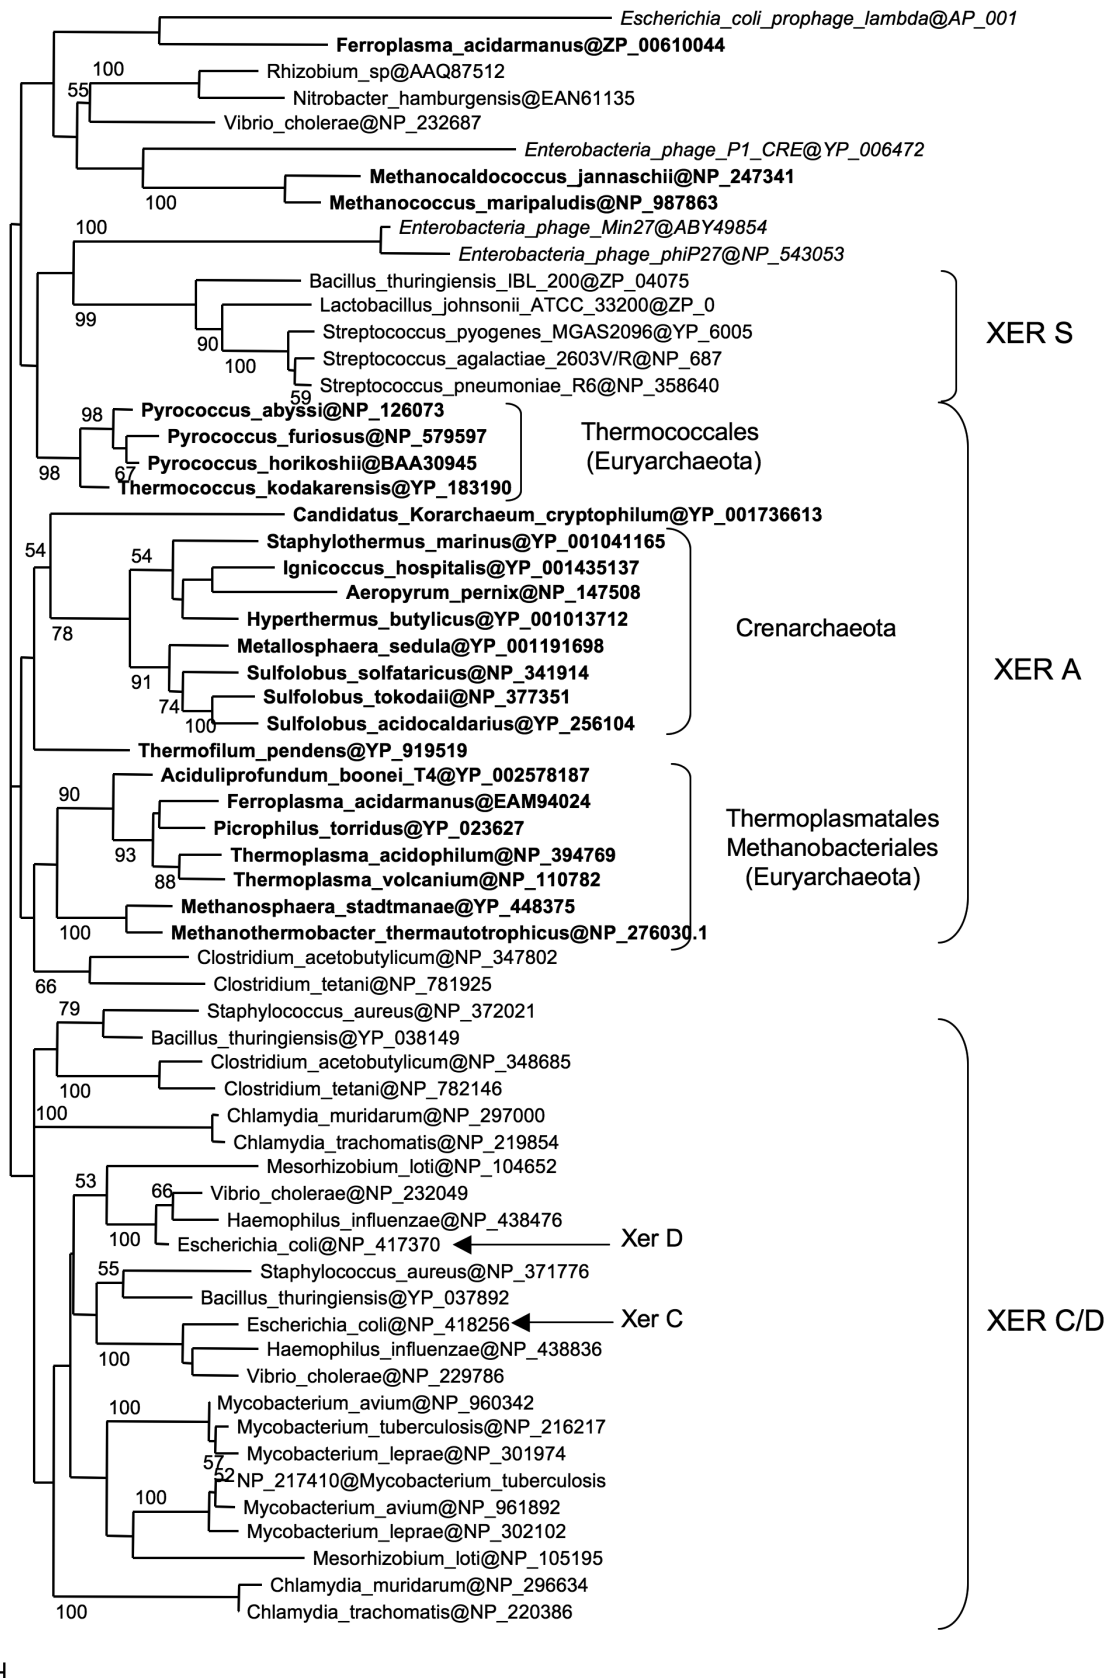 Escherichia_coli_prophage_lambda@AP_001
Ferroplasma_acidarmanus@ZP_00610044
100
Rhizobium_sp@AAQ87512
55
Nitrobacter_hamburgensis@EAN61135
Vibrio_cholerae@NP_232687
Enterobacteria_phage_P1_CRE@YP_006472
Methanocaldococcus_jannaschii@NP_247341
100
Methanococcus_maripaludis@NP_987863
100
Enterobacteria_phage_Min27@ABY49854
Enterobacteria_phage_phiP27@NP_543053
Bacillus_thuringiensis_IBL_200@ZP_04075
99
Lactobacillus_johnsonii_ATCC_33200@ZP_0
XER S
90
Streptococcus_pyogenes_MGAS2096@YP_6005
100
Streptococcus_agalactiae_2603V/R@NP_687
Streptococcus_pneumoniae_R6@NP_358640
59
98
Pyrococcus_abyssi@NP_126073
Pyrococcus_furiosus@NP_579597
Thermococcales
(Euryarchaeota)
98
67
Pyrococcus_horikoshii@BAA30945
Thermococcus_kodakarensis@YP_183190
Candidatus_Korarchaeum_cryptophilum@YP_001736613
54
54
Staphylothermus_marinus@YP_001041165
Ignicoccus_hospitalis@YP_001435137
Aeropyrum_pernix@NP_147508
78
Hyperthermus_butylicus@YP_001013712
Crenarchaeota
Metallosphaera_sedula@YP_001191698
XER A
91
Sulfolobus_solfataricus@NP_341914
74
Sulfolobus_tokodaii@NP_377351
100
Sulfolobus_acidocaldarius@YP_256104
Thermofilum_pendens@YP_919519
Aciduliprofundum_boonei_T4@YP_002578187
90
Ferroplasma_acidarmanus@EAM94024
Picrophilus_torridus@YP_023627
Thermoplasmatales
Methanobacteriales
(Euryarchaeota)
93
Thermoplasma_acidophilum@NP_394769
88
Thermoplasma_volcanium@NP_110782
Methanosphaera_stadtmanae@YP_448375
100
Methanothermobacter_thermautotrophicus@NP_276030.1
Clostridium_acetobutylicum@NP_347802
66
Clostridium_tetani@NP_781925
79
Staphylococcus_aureus@NP_372021
Bacillus_thuringiensis@YP_038149
Clostridium_acetobutylicum@NP_348685
100
Clostridium_tetani@NP_782146
100
Chlamydia_muridarum@NP_297000
Chlamydia_trachomatis@NP_219854
Mesorhizobium_loti@NP_104652
53
66
Vibrio_cholerae@NP_232049
Haemophilus_influenzae@NP_438476
100
Escherichia_coli@NP_417370
Xer D
55
Staphylococcus_aureus@NP_371776
Bacillus_thuringiensis@YP_037892
Escherichia_coli@NP_418256
Xer C
XER C/D
100
Haemophilus_influenzae@NP_438836
Vibrio_cholerae@NP_229786
100
Mycobacterium_avium@NP_960342
Mycobacterium_tuberculosis@NP_216217
Mycobacterium_leprae@NP_301974
57
52
NP_217410@Mycobacterium_tuberculosis
100
Mycobacterium_avium@NP_961892
Mycobacterium_leprae@NP_302102
Mesorhizobium_loti@NP_105195
Chlamydia_muridarum@NP_296634
100
Chlamydia_trachomatis@NP_220386